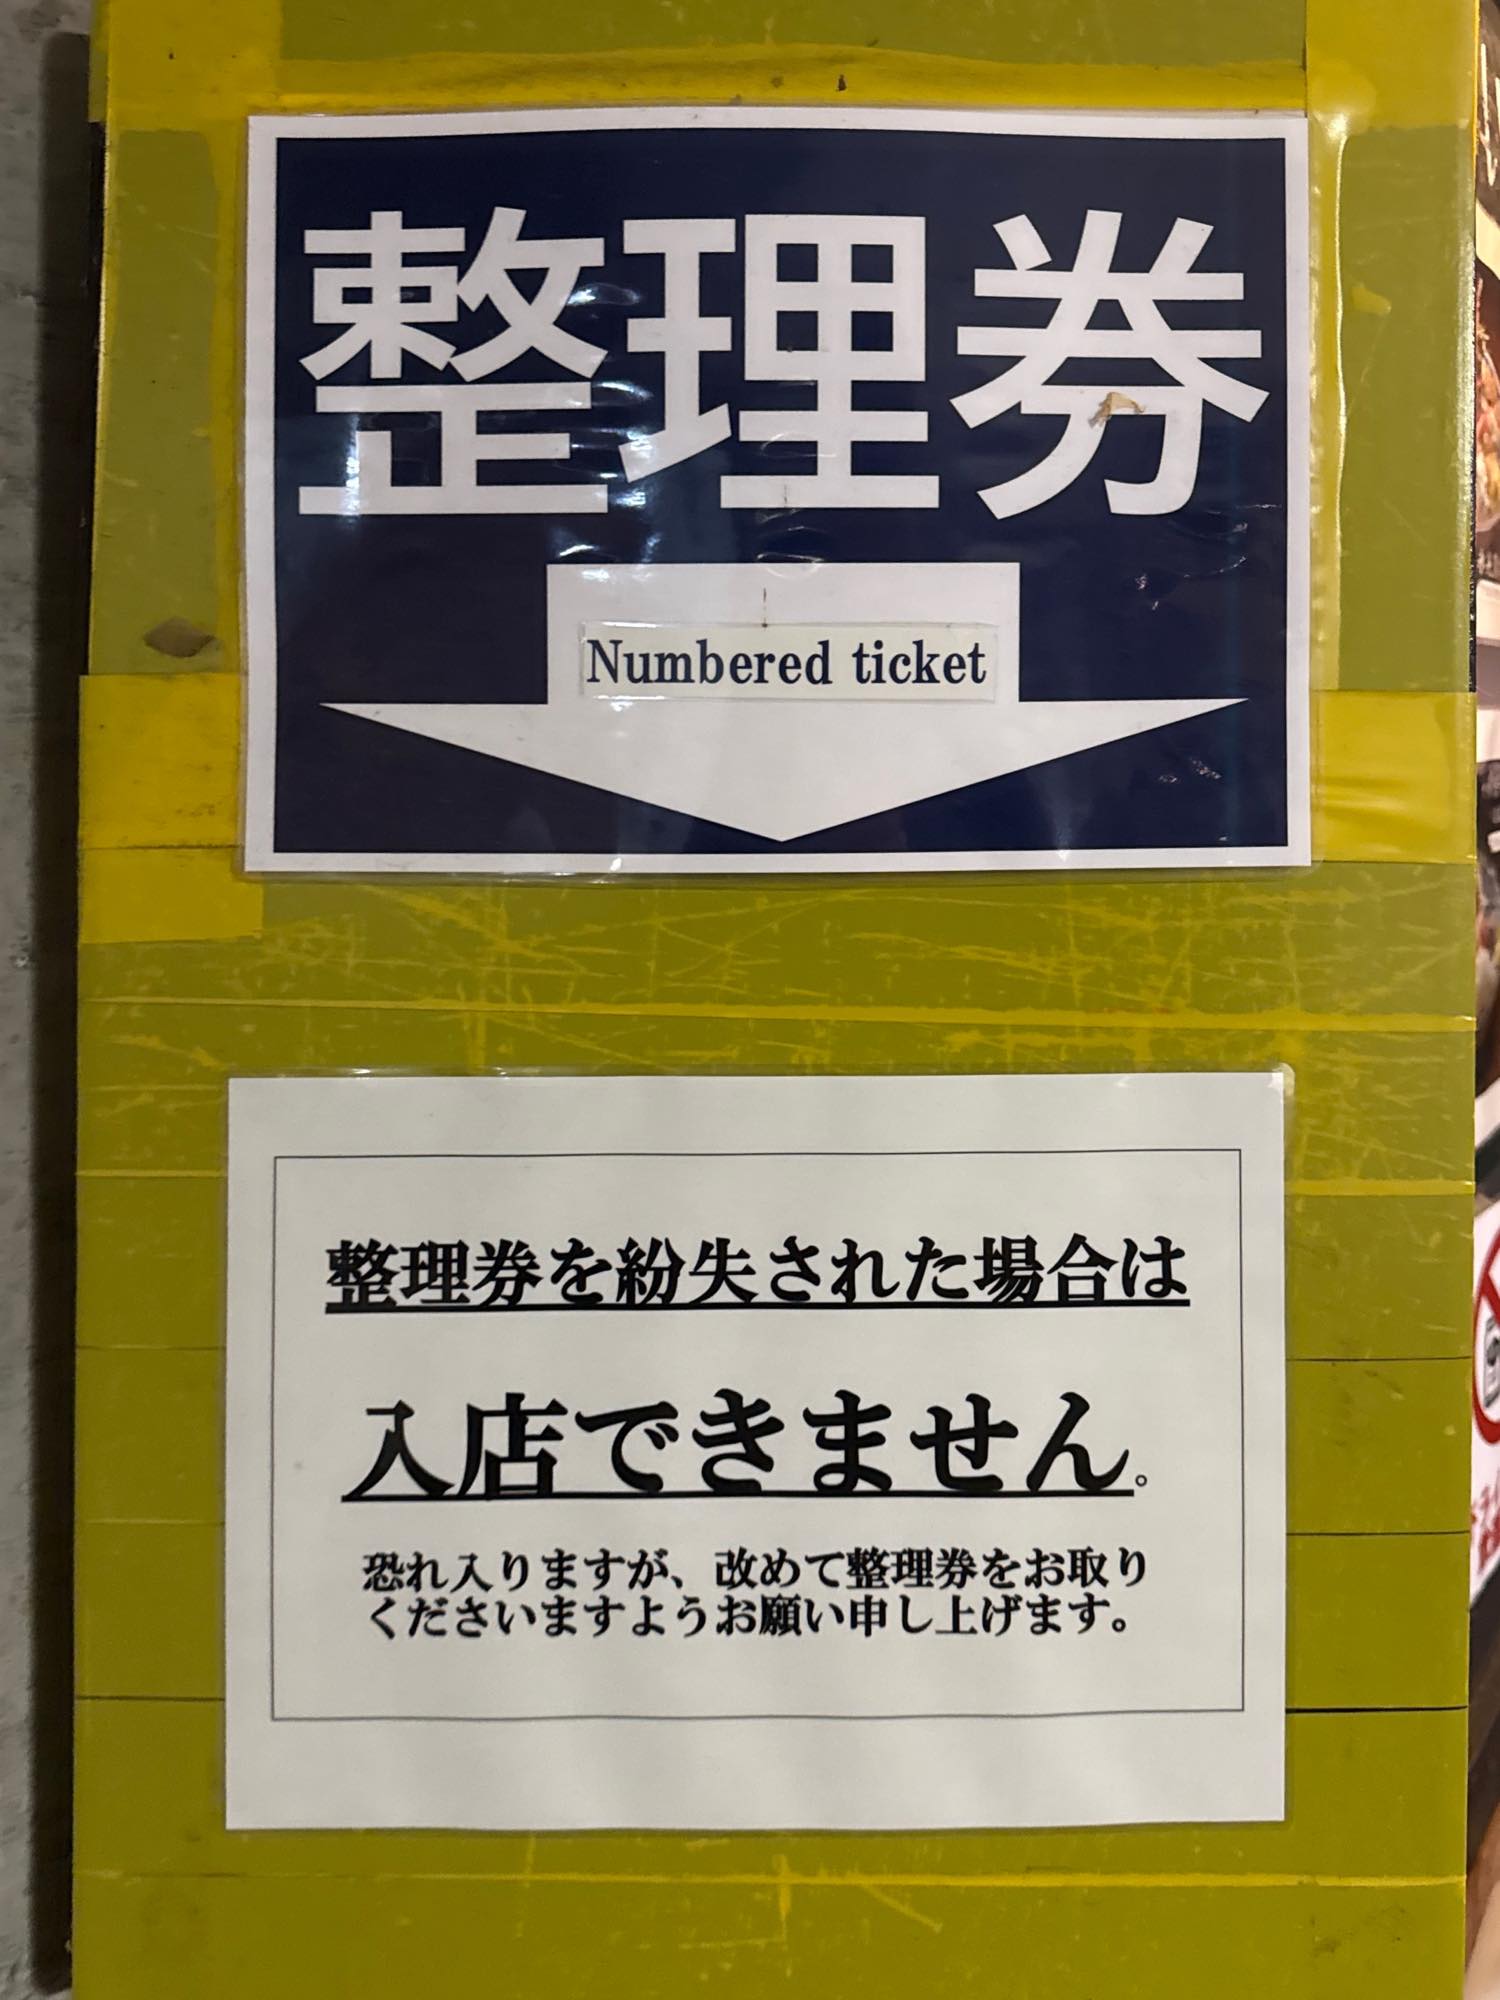 整理券
Numbered ticket
整理券を紛失された場合は
入店できません。
恐れ入りますが、改めて整理券をお取り
くださいますようお願い申し上げます。